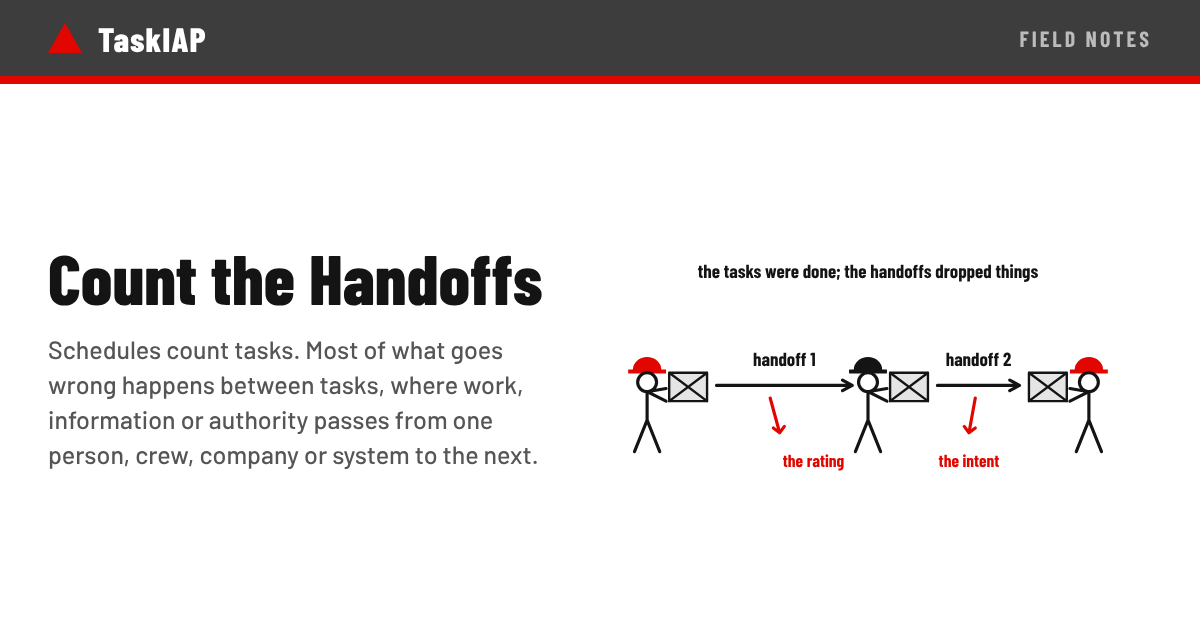 TaskIAP
FIELD NOTES
Count the Handoffs
Schedules count tasks. Most of what goes
wrong happens between tasks, where work,
information or authority passes from one
person, crew, company or system to the next.
the tasks were done; the handoffs dropped things
handoff 1
handoff 2
the rating
the intent